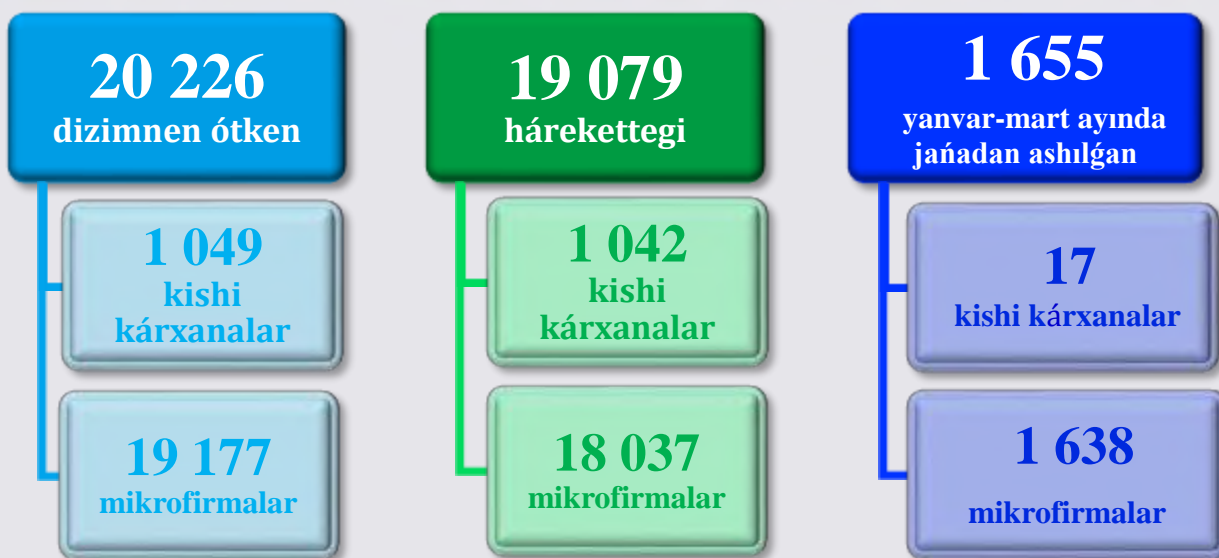 20 226
dizimnen ótken
1 049
kishi
kárxanalar
19 177
mikrofirmalar
19 079
hárekettegi
1 042
kishi
kárxanalar
18 037
mikrofirmalar
1 655
yanvar-mart ayında
jańadan ashılǵan
17
kishi kárxanalar
1 638
mikrofirmalar